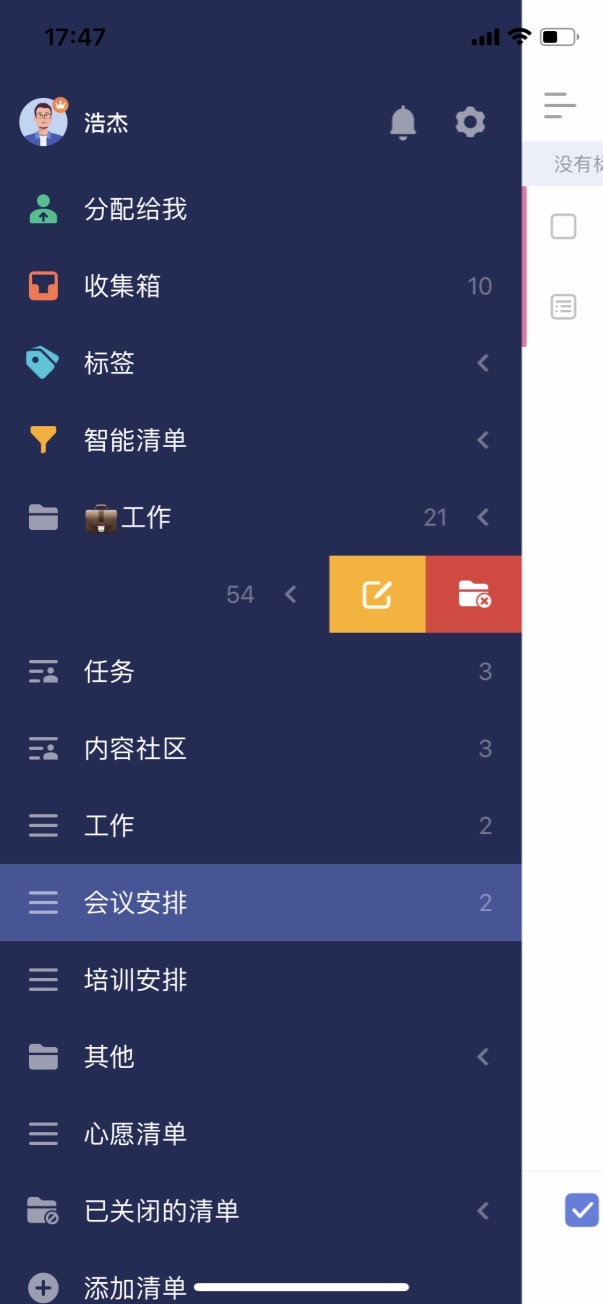 17:47
浩杰
没有标
分配给我
收集箱 10
标签
智能清单
工作 21
54
任务 3
内容社区 3
工作 2
会议安排 2
培训安排
其他
心愿清单
已关闭的清单
添加清单